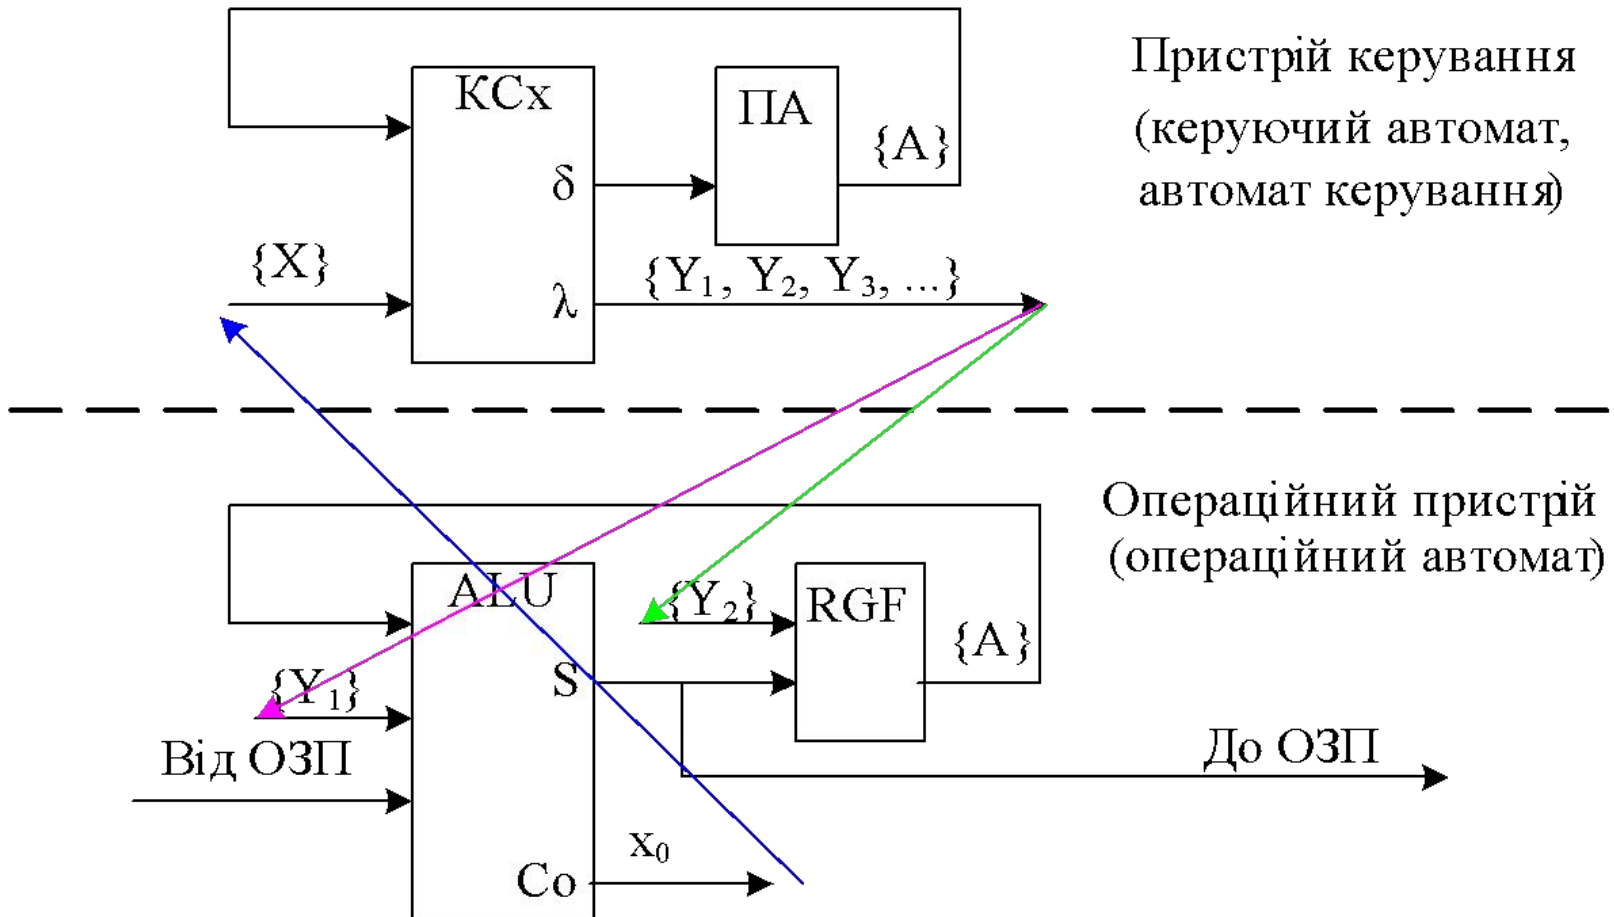 Пристрій керування
(керуючий автомат,
автомат керування)
КСх
ПА
{A}
δ
{X}
λ
{Y₁, Y₂, Y₃, ...}
Операційний пристрій
(операційний автомат)
ALU
{Y₂}
RGF
{A}
S
{Y₁}
Від ОЗП
До ОЗП
x₀
Co